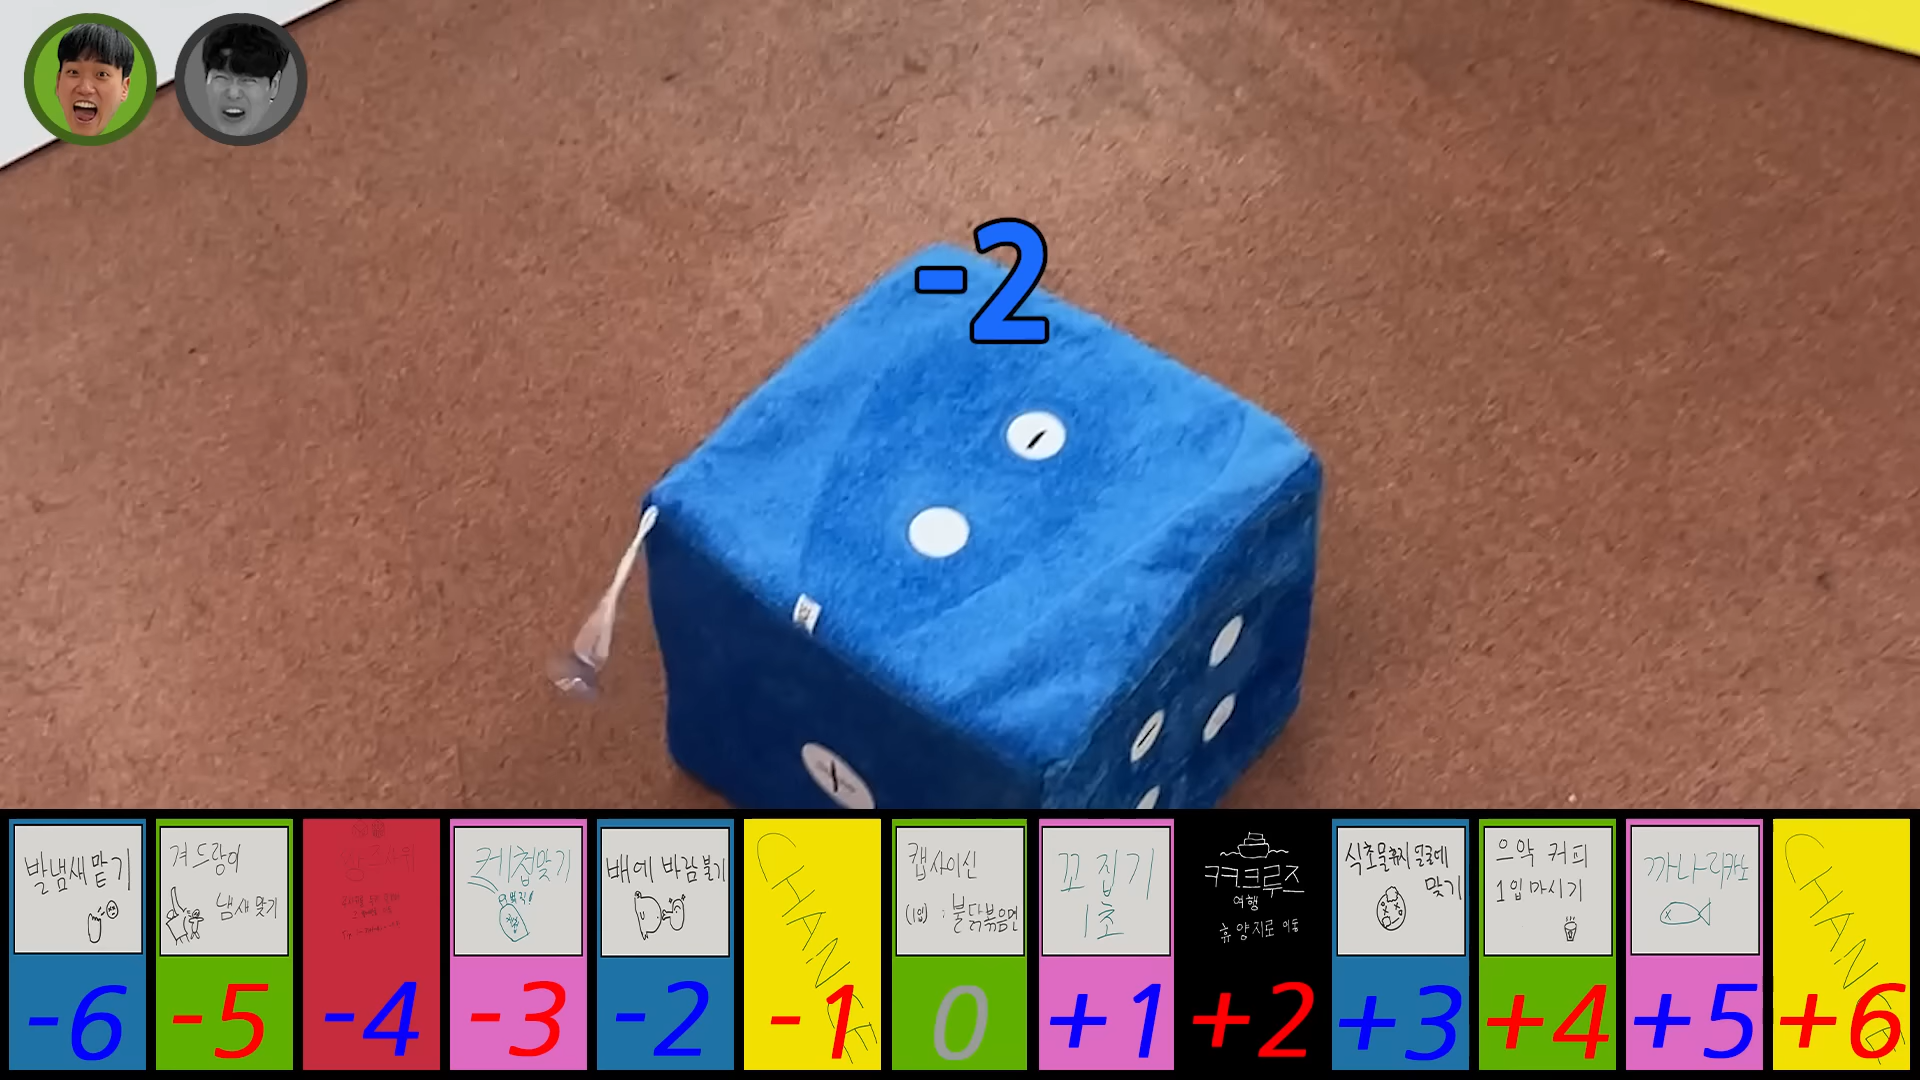 -2
발냄새맡기
-6
겨드랑이
냄새 맡기
-5
-4
케첩맞기
-3
배에 바람불기
-2
CHANCE
-1
캡사이신
(1입) : 불닭볶음면
0
꼬집기
1초
+1
ㅋㅋ크루즈
여행
휴양지로 이동
+2
식초물휴지 얼굴에
맞기
+3
으악 커피
1입 마시기
+4
까나리카노
+5
CHANCE
+6